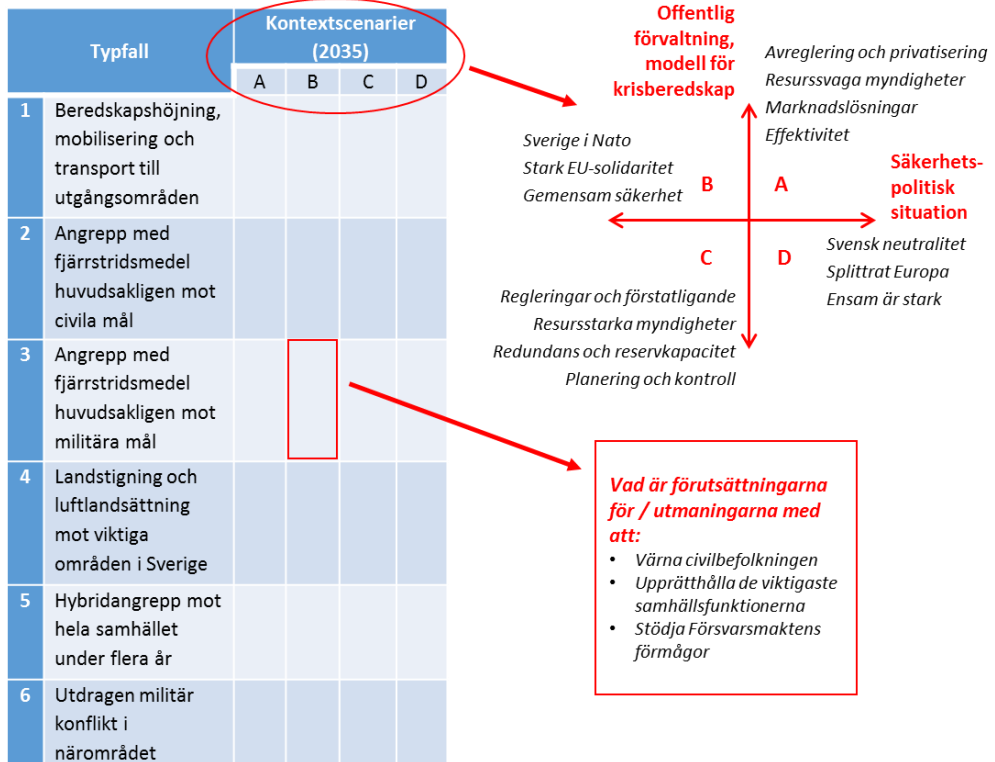 Typfall
Kontextscenarier
(2035)
A B C D
1 Beredskapshöjning,
mobilisering och
transport till
utgångsområden
2 Angrepp med
fjärrstridsmedel
huvudsakligen mot
civila mål
3 Angrepp med
fjärrstridsmedel
huvudsakligen mot
militära mål
4 Landstigning och
luftlandsättning
mot viktiga
områden i Sverige
5 Hybridangrepp mot
hela samhället
under flera år
6 Utdragen militär
konflikt i
närområdet
Offentlig
förvaltning,
modell för
krisberedskap
Avreglering och privatisering
Resurssvaga myndigheter
Marknadslösningar
Effektivitet
Sverige i Nato
Stark EU-solidaritet
Gemensam säkerhet
B A
Säkerhets-
politisk
situation
C D
Svensk neutralitet
Splittrat Europa
Ensam är stark
Regleringar och förstatligande
Resursstarka myndigheter
Redundans och reservkapacitet
Planering och kontroll
Vad är förutsättningarna
för / utmaningarna med
att:
• Värna civilbefolkningen
• Upprätthålla de viktigaste
samhällsfunktionerna
• Stödja Försvarsmaktens
förmågor